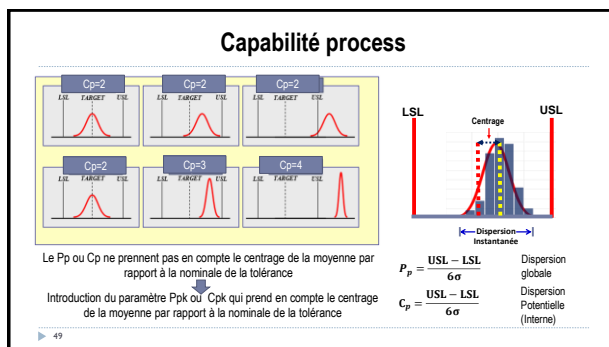 Capabilité process
Cp=2
LSL TARGET USL
Cp=2
LSL TARGET USL
Cp=2
LSL TARGET USL
Cp=2
LSL TARGET USL
Cp=3
LSL TARGET USL
Cp=4
LSL TARGET USL
Le Pp ou Cp ne prennent pas en compte le centrage de la moyenne par
rapport à la nominale de la tolérance
Introduction du paramètre Ppk ou Cpk qui prend en compte le centrage
de la moyenne par rapport à la nominale de la tolérance
LSL
USL
Centrage
Dispersion
Instantanée
Pp = USL − LSL / 6σ
Dispersion
globale
Cp = USL − LSL / 6σ
Dispersion
Potentielle
(Interne)
49